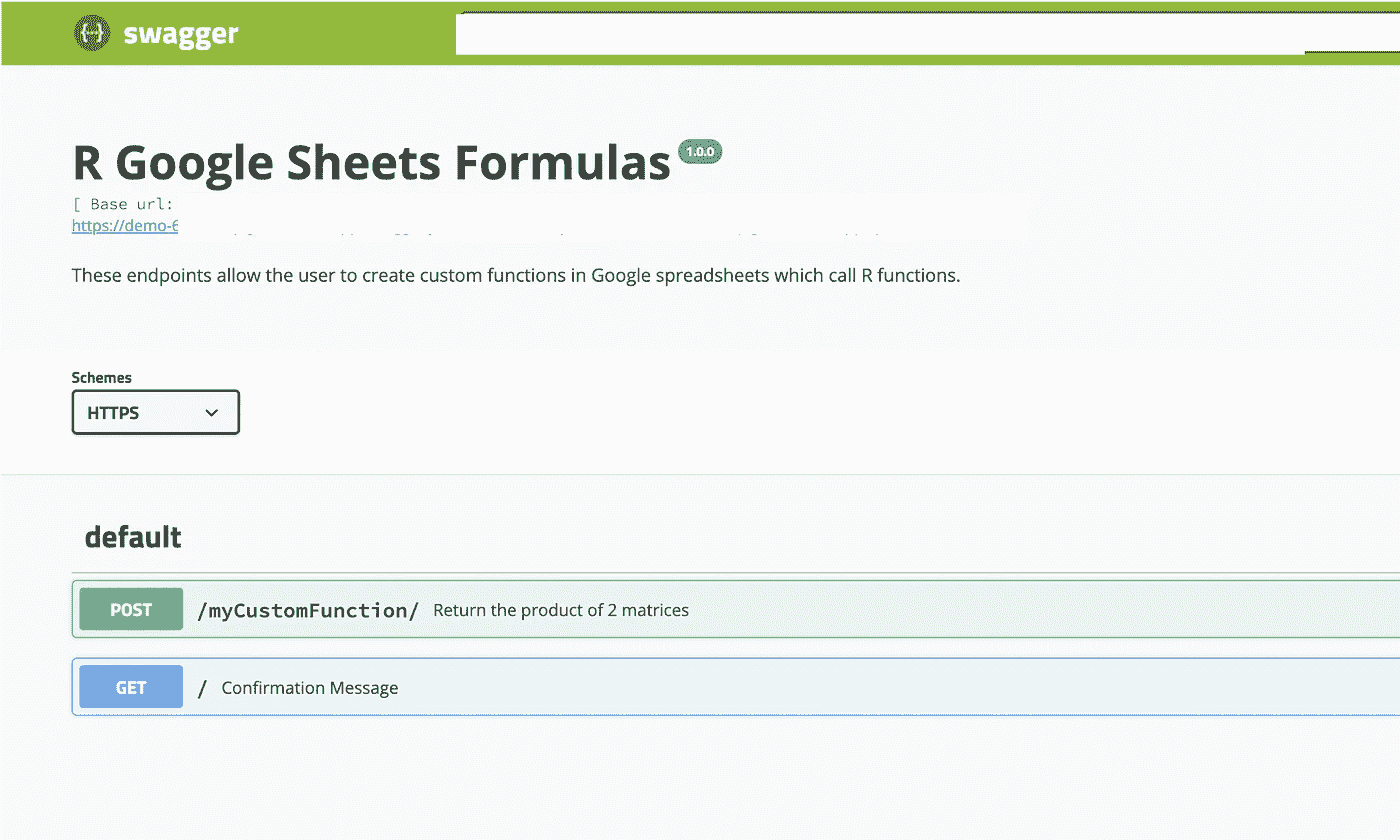 swagger
R Google Sheets Formulas 1.0.0
[ Base url:
https://demo-6
These endpoints allow the user to create custom functions in Google spreadsheets which call R functions.
Schemes
HTTPS
default
POST /myCustomFunction/ Return the product of 2 matrices
GET / Confirmation Message